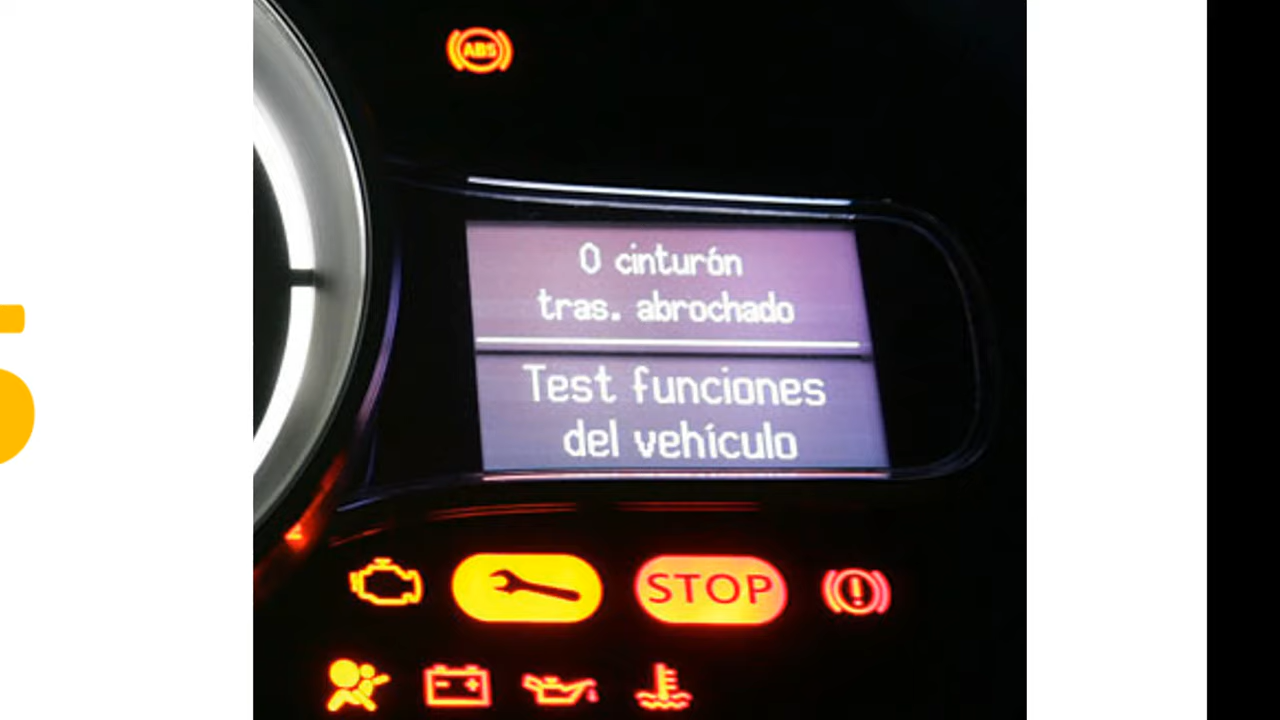 ABS
0 cinturón
tras. abrochado
Test funciones
del vehículo
STOP